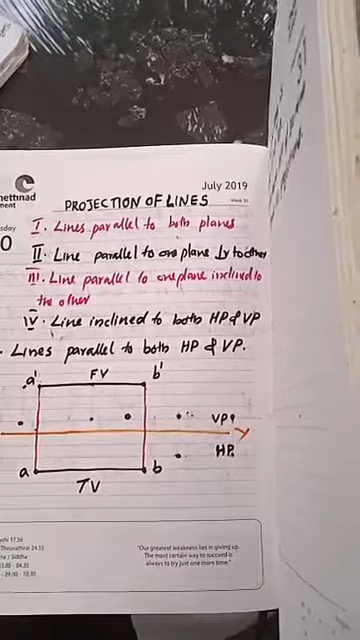 July 2019
Week 31
PROJECTION OF LINES
I. Lines parallel to both planes
II. Line parallel to one plane ⊥r to other
III. Line parallel to one plane inclined to
the other
IV. Line inclined to both HP & VP
Lines parallel to both HP & VP.
a' FV b'
VP
y
HP
a b
TV
"Our greatest weakness lies in giving up.
The most certain way to succeed is
always to try just one more time."